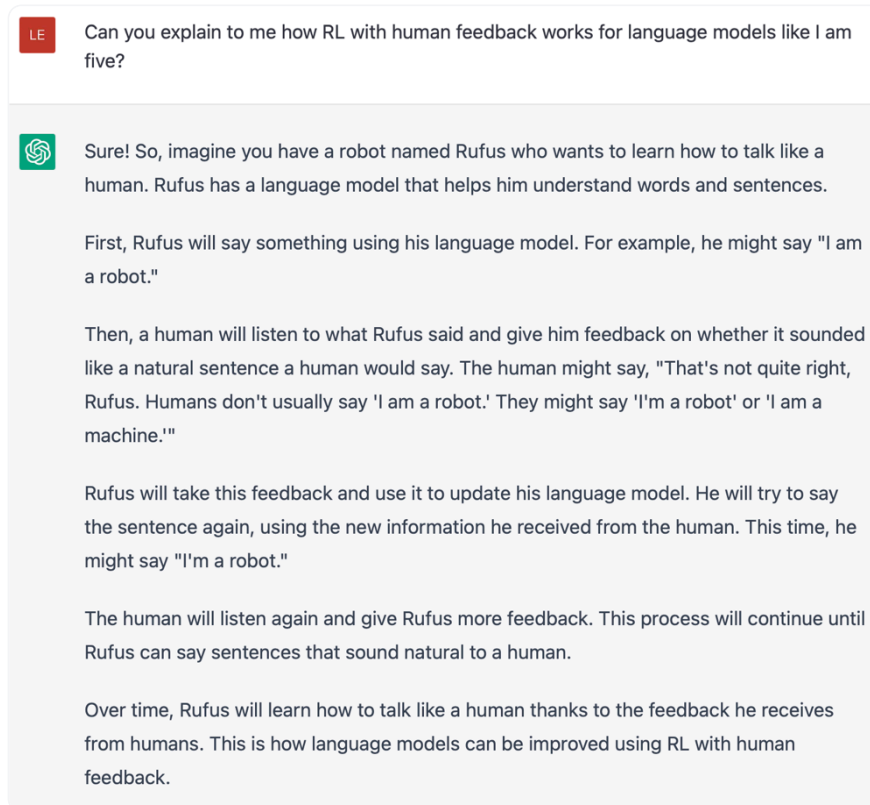 LE
Can you explain to me how RL with human feedback works for language models like I am
five?
Sure! So, imagine you have a robot named Rufus who wants to learn how to talk like a
human. Rufus has a language model that helps him understand words and sentences.
First, Rufus will say something using his language model. For example, he might say "I am
a robot."
Then, a human will listen to what Rufus said and give him feedback on whether it sounded
like a natural sentence a human would say. The human might say, "That's not quite right,
Rufus. Humans don't usually say 'I am a robot.' They might say 'I'm a robot' or 'I am a
machine.'"
Rufus will take this feedback and use it to update his language model. He will try to say
the sentence again, using the new information he received from the human. This time, he
might say "I'm a robot."
The human will listen again and give Rufus more feedback. This process will continue until
Rufus can say sentences that sound natural to a human.
Over time, Rufus will learn how to talk like a human thanks to the feedback he receives
from humans. This is how language models can be improved using RL with human
feedback.